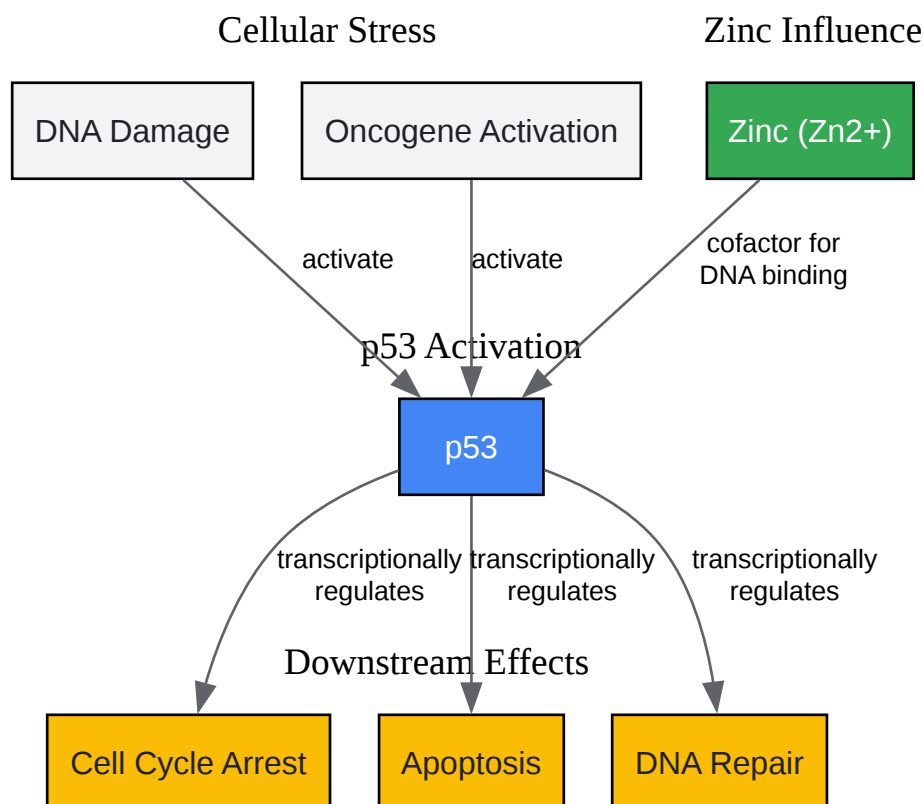 Cellular Stress
Zinc Influence
DNA Damage
Oncogene Activation
Zinc (Zn2+)
activate
activate
cofactor for
DNA binding
p53 Activation
p53
transcriptionally
regulates
transcriptionally
regulates
transcriptionally
regulates
Downstream Effects
Cell Cycle Arrest
Apoptosis
DNA Repair